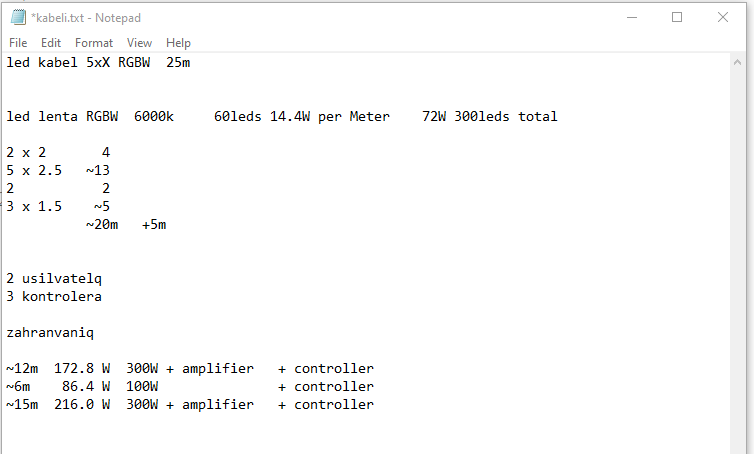 *kabeli.txt - Notepad
File Edit Format View Help
led kabel 5xX RGBW 25m
led lenta RGBW 6000k 60leds 14.4W per Meter 72W 300leds total
2 x 2 4
5 x 2.5 ~13
2 2
3 x 1.5 ~5
~20m +5m
2 usilvatelq
3 kontrolera
zahranvaniq
~12m 172.8 W 300W + amplifier + controller
~6m 86.4 W 100W + controller
~15m 216.0 W 300W + amplifier + controller